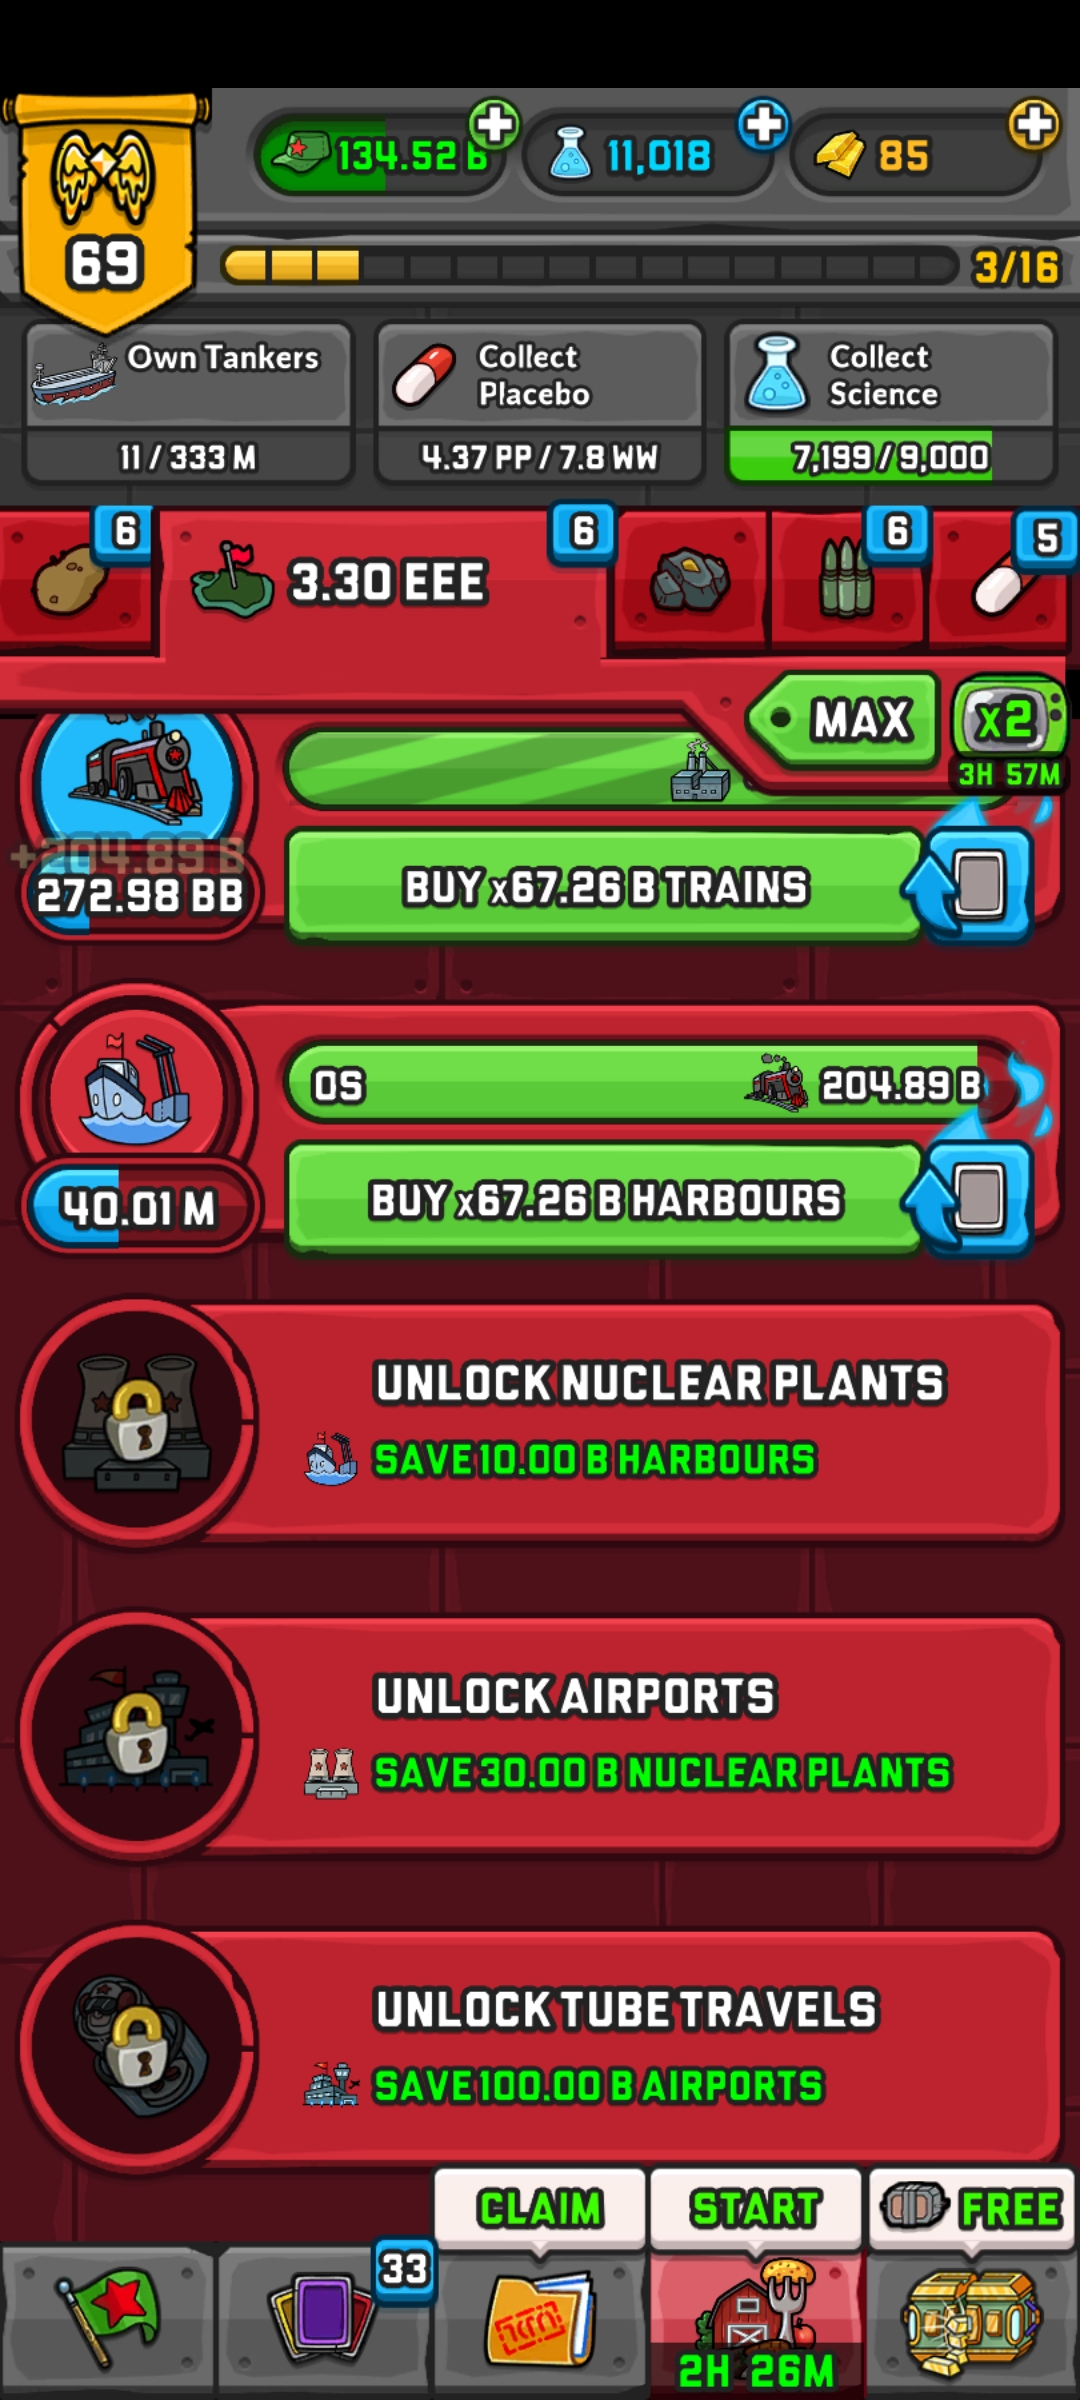 134.52 B
11,018
85
69
3/16
Own Tankers
11 / 333 M
Collect
Placebo
4.37 PP / 7.8 WW
Collect
Science
7,199 / 9,000
6
3.30 EEE
6
6
5
MAX
x2
3H 57M
+204.89 B
272.98 BB
BUY x67.26 B TRAINS
0S
204.89 B
40.01 M
BUY x67.26 B HARBOURS
UNLOCK NUCLEAR PLANTS
SAVE 10.00 B HARBOURS
UNLOCK AIRPORTS
SAVE 30.00 B NUCLEAR PLANTS
UNLOCK TUBE TRAVELS
SAVE 100.00 B AIRPORTS
CLAIM
START
FREE
33
2H 26M